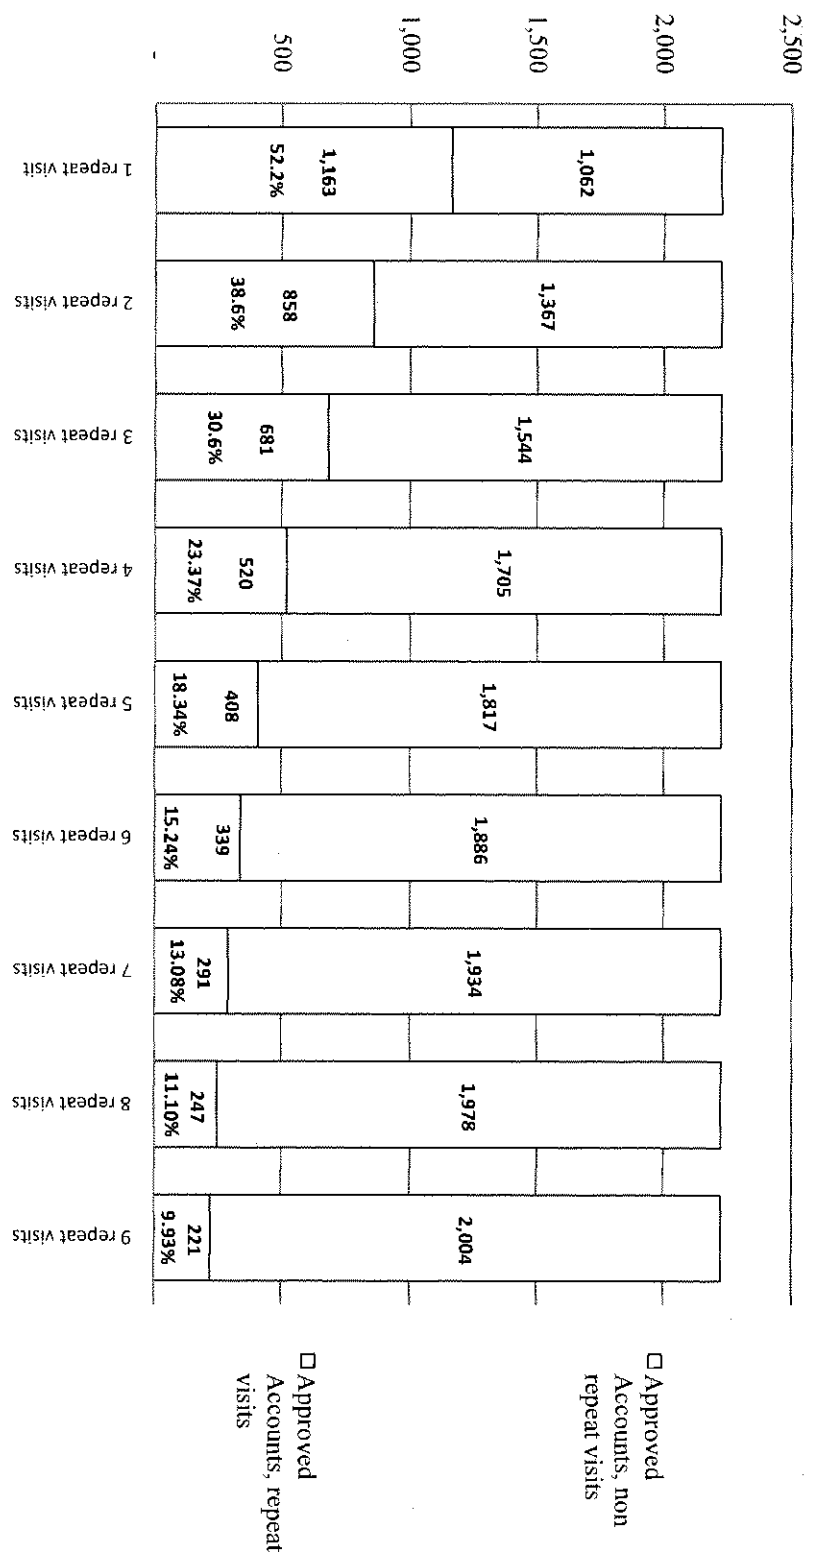 2,500
2,000
1,500
1,000
500
-
1,062
1,163
52.2%
1,367
858
38.6%
1,544
681
30.6%
1,705
520
23.37%
1,817
408
18.34%
1,886
339
15.24%
1,934
291
13.08%
1,978
247
11.10%
2,004
221
9.93%
1 repeat visit
2 repeat visits
3 repeat visits
4 repeat visits
5 repeat visits
6 repeat visits
7 repeat visits
8 repeat visits
9 repeat visits
Approved
Accounts, non
repeat visits
Approved
Accounts, repeat
visits